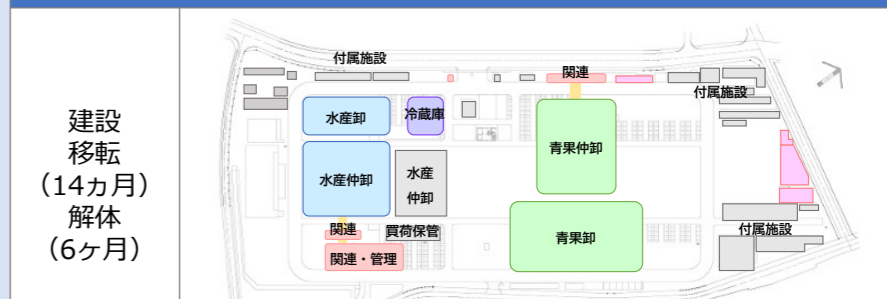 建設
移転
（14ヵ月）
解体
（6ヶ月）
付属施設
関連
付属施設
水産卸
冷蔵庫
青果仲卸
水産仲卸
水産
仲卸
関連
買荷保管
関連・管理
青果卸
付属施設